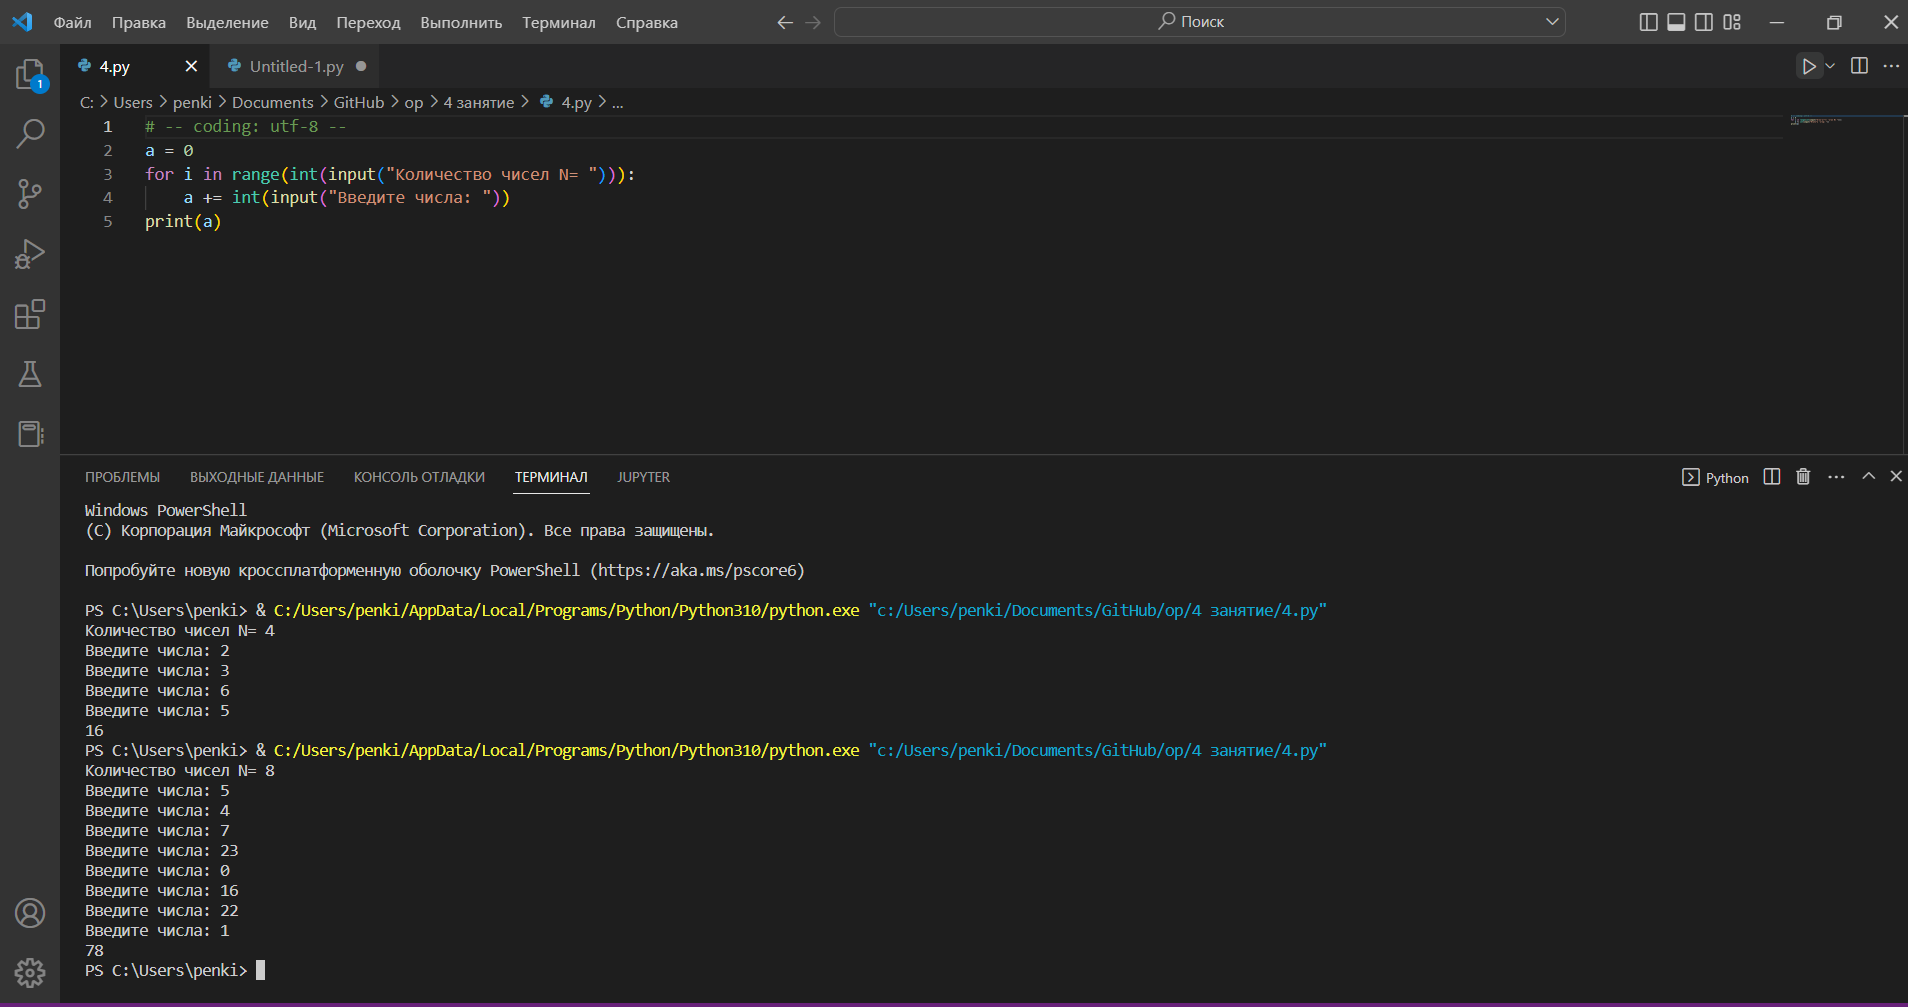 Файл Правка Выделение Вид Переход Выполнить Терминал Справка Поиск
4.py Untitled-1.py
1
C: > Users > penki > Documents > GitHub > op > 4 занятие > 4.py > ...
1 # -- coding: utf-8 --
2 a = 0
3 for i in range(int(input("Количество чисел N= "))):
4 a += int(input("Введите числа: "))
5 print(a)
ПРОБЛЕМЫ ВЫХОДНЫЕ ДАННЫЕ КОНСОЛЬ ОТЛАДКИ ТЕРМИНАЛ JUPYTER Python
Windows PowerShell
(C) Корпорация Майкрософт (Microsoft Corporation). Все права защищены.
Попробуйте новую кроссплатформенную оболочку PowerShell (https://aka.ms/pscore6)
PS C:\Users\penki> & C:/Users/penki/AppData/Local/Programs/Python/Python310/python.exe "c:/Users/penki/Documents/GitHub/op/4 занятие/4.py"
Количество чисел N= 4
Введите числа: 2
Введите числа: 3
Введите числа: 6
Введите числа: 5
16
PS C:\Users\penki> & C:/Users/penki/AppData/Local/Programs/Python/Python310/python.exe "c:/Users/penki/Documents/GitHub/op/4 занятие/4.py"
Количество чисел N= 8
Введите числа: 5
Введите числа: 4
Введите числа: 7
Введите числа: 23
Введите числа: 0
Введите числа: 16
Введите числа: 22
Введите числа: 1
78
PS C:\Users\penki>